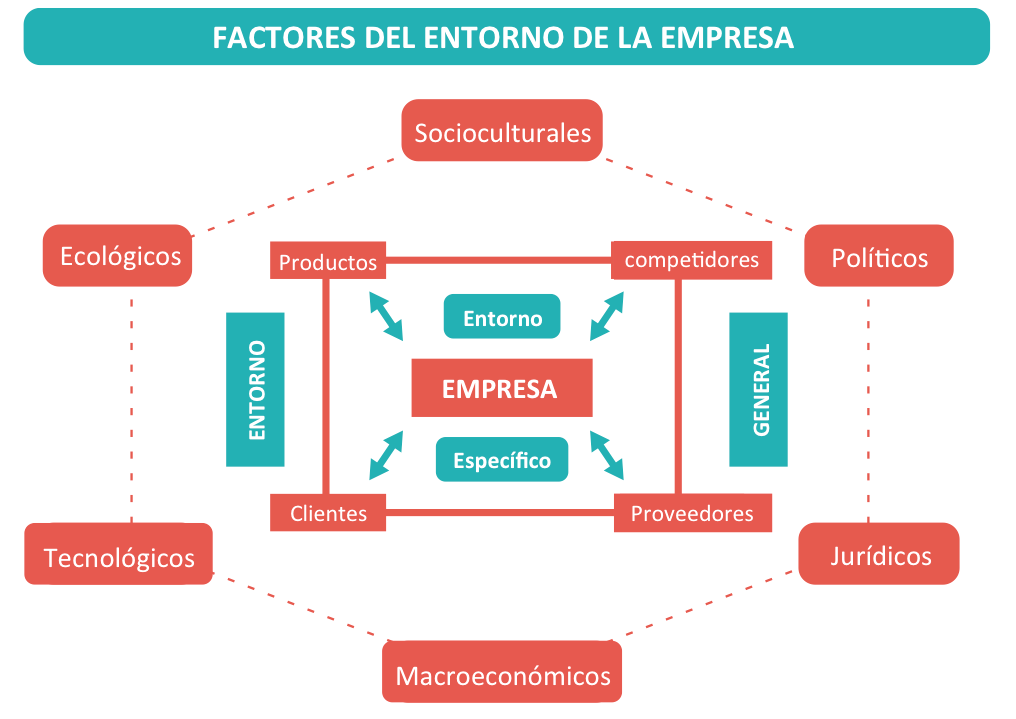 FACTORES DEL ENTORNO DE LA EMPRESA
Socioculturales
Ecológicos
Políticos
Productos
competidores
Entorno
ENTORNO
EMPRESA
GENERAL
Específico
Clientes
Proveedores
Tecnológicos
Jurídicos
Macroeconómicos